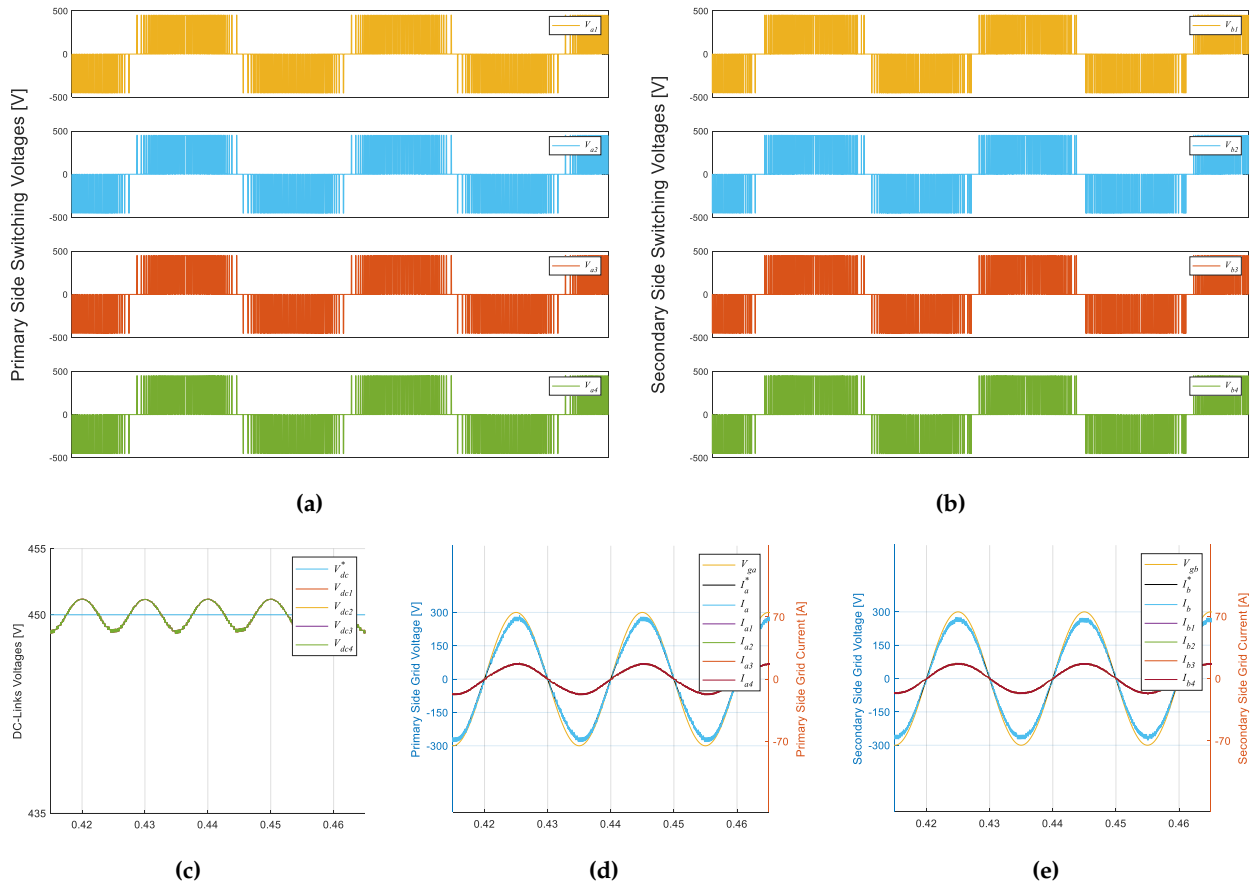 Primary Side Switching Voltages [V]
500
0
-500
V_a1
500
0
-500
V_a2
500
0
-500
V_a3
500
0
-500
V_a4
(a)
Secondary Side Switching Voltages [V]
500
0
-500
V_b1
500
0
-500
V_b2
500
0
-500
V_b3
500
0
-500
V_b4
(b)
DC-Links Voltages [V]
455
450
435
0.42 0.43 0.44 0.45 0.46
V*_dc
V_dc1
V_dc2
V_dc3
V_dc4
(c)
Primary Side Grid Voltage [V]
300
150
0
-150
-300
0.42 0.43 0.44 0.45 0.46
V_ga
I*_a
I_a
I_a1
I_a2
I_a3
I_a4
70
0
-70
Primary Side Grid Current [A]
(d)
Secondary Side Grid Voltage [V]
300
150
0
-150
-300
0.42 0.43 0.44 0.45 0.46
V_gb
I*_b
I_b
I_b1
I_b2
I_b3
I_b4
70
0
-70
Secondary Side Grid Current [A]
(e)